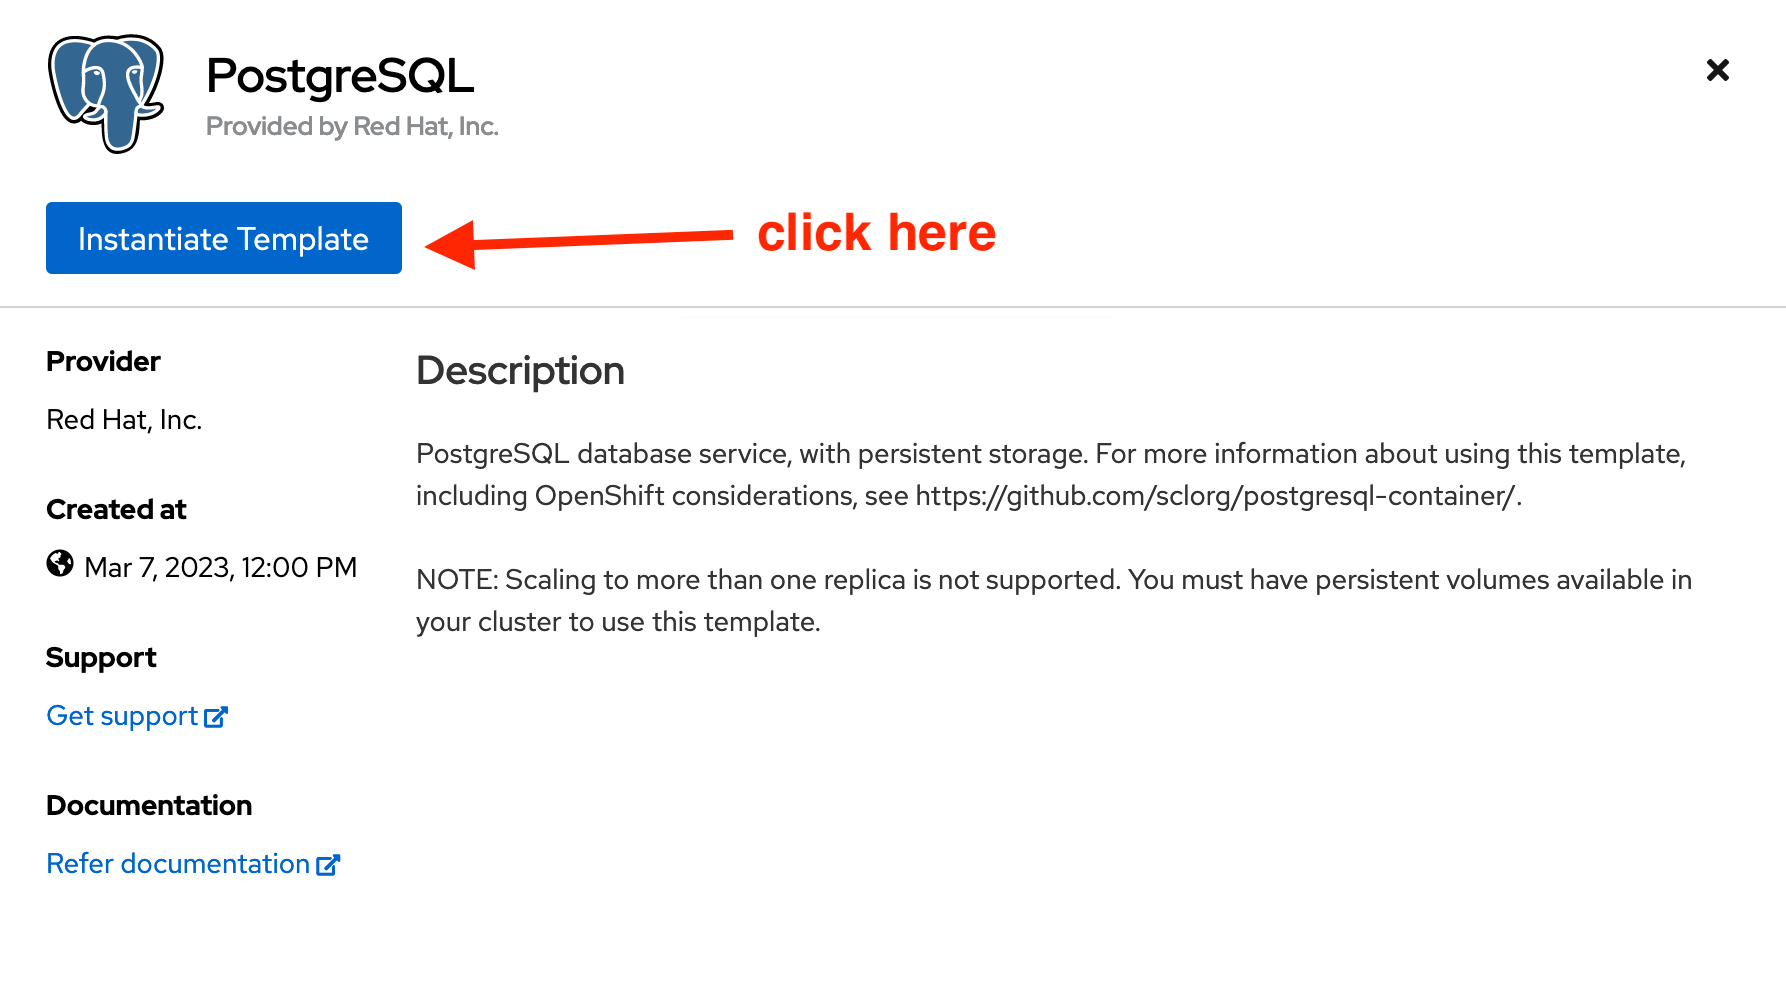 PostgreSQL
Provided by Red Hat, Inc.
Instantiate Template
click here
Provider
Red Hat, Inc.
Created at
Mar 7, 2023, 12:00 PM
Support
Get support
Documentation
Refer documentation
Description
PostgreSQL database service, with persistent storage. For more information about using this template,
including OpenShift considerations, see https://github.com/sclorg/postgresql-container/.
NOTE: Scaling to more than one replica is not supported. You must have persistent volumes available in
your cluster to use this template.